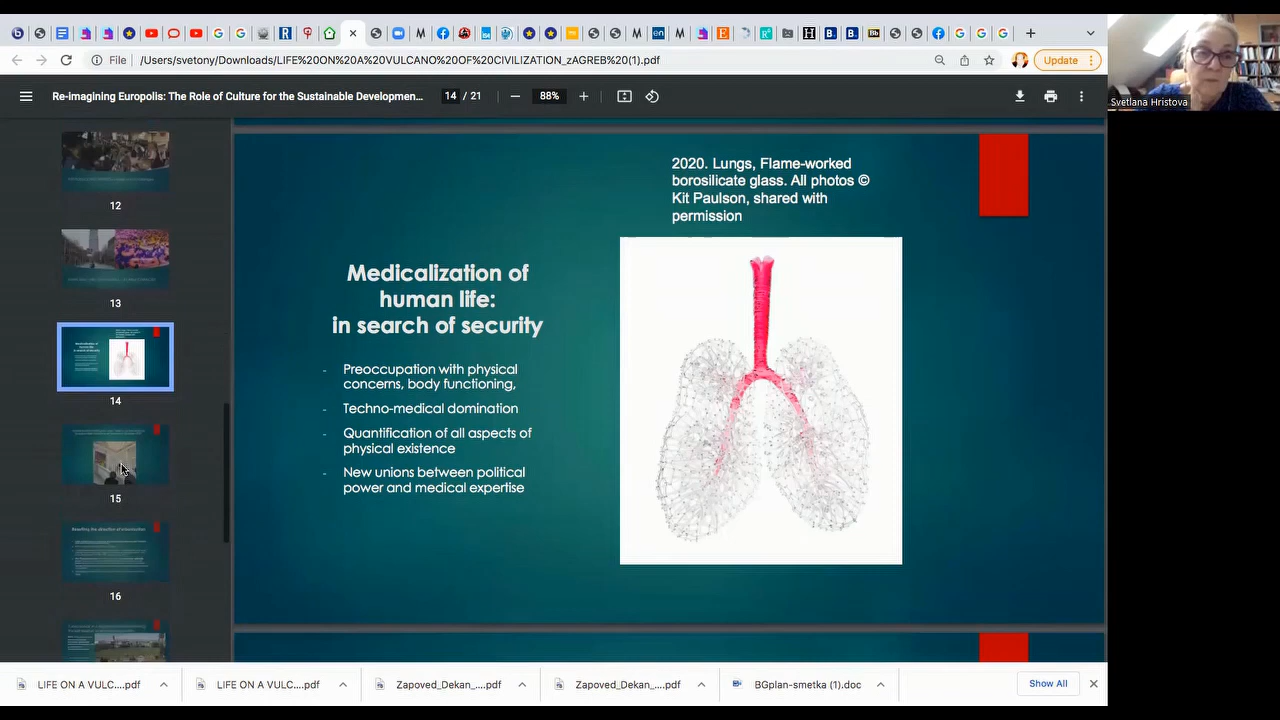 File
/Users/svetony/Downloads/LIFE%20ON%20A%20VULCANO%20OF%20CIVILIZATION_zAGREB%20(1).pdf
Update
Re-imagining Europolis: The Role of Culture for the Sustainable Developmen...
14 / 21
88%
Svetlana Hristova
12
13
14
15
16
2020. Lungs, Flame-worked
borosilicate glass. All photos ©
Kit Paulson, shared with
permission
Medicalization of
human life:
in search of security
- Preoccupation with physical
concerns, body functioning,
- Techno-medical domination
- Quantification of all aspects of
physical existence
- New unions between political
power and medical expertise
LIFE ON A VULC....pdf
LIFE ON A VULC....pdf
Zapoved_Dekan_....pdf
Zapoved_Dekan_....pdf
BGplan-smetka (1).doc
Show All